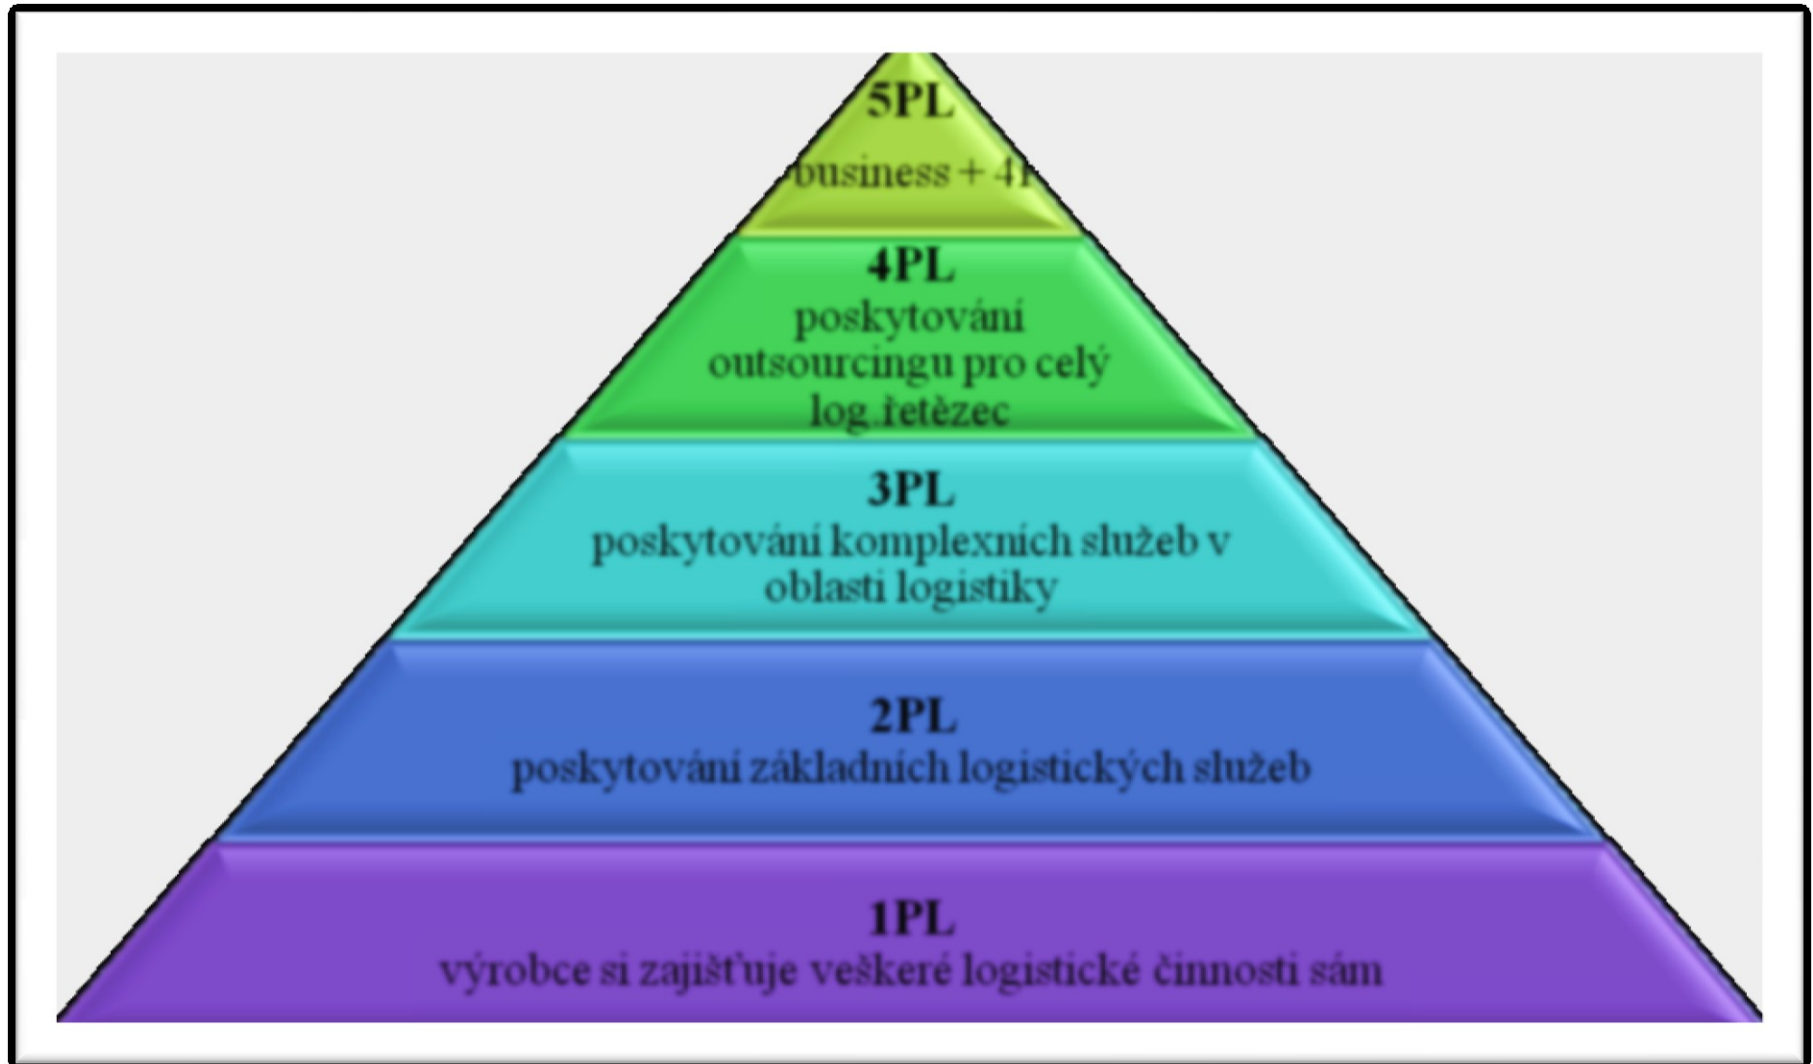 5PL
business + 4
4PL
poskytování
outsourcingu pro celý
log.řetězec
3PL
poskytování komplexních služeb v
oblasti logistiky
2PL
poskytování základních logistických služeb
1PL
výrobce si zajišťuje veškeré logistické činnosti sám